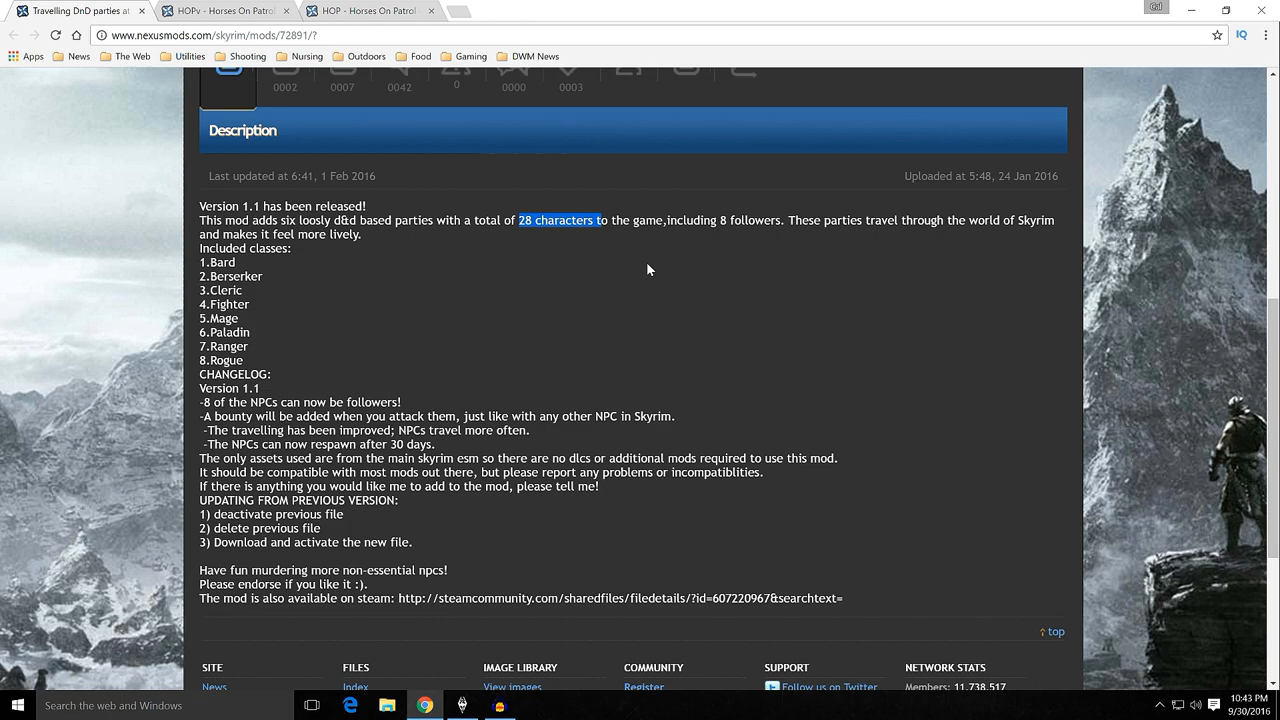 Travelling DnD parties at
HOPv - Horses On Patrol
HOP - Horses On Patrol
www.nexusmods.com/skyrim/mods/72891/?
Apps
News
The Web
Utilities
Shooting
Nursing
Outdoors
Food
Gaming
DWM News
0002
0007
0042
0
0000
0003
Description
Last updated at 6:41, 1 Feb 2016
Uploaded at 5:48, 24 Jan 2016
Version 1.1 has been released!
This mod adds six loosly d&d based parties with a total of 28 characters to the game,including 8 followers. These parties travel through the world of Skyrim
and makes it feel more lively.
Included classes:
1.Bard
2.Berserker
3.Cleric
4.Fighter
5.Mage
6.Paladin
7.Ranger
8.Rogue
CHANGELOG:
Version 1.1
-8 of the NPCs can now be followers!
-A bounty will be added when you attack them, just like with any other NPC in Skyrim.
-The travelling has been improved; NPCs travel more often.
-The NPCs can now respawn after 30 days.
The only assets used are from the main skyrim esm so there are no dlcs or additional mods required to use this mod.
It should be compatible with most mods out there, but please report any problems or incompatiblities.
If there is anything you would like me to add to the mod, please tell me!
UPDATING FROM PREVIOUS VERSION:
1) deactivate previous file
2) delete previous file
3) Download and activate the new file.
Have fun murdering more non-essential npcs!
Please endorse if you like it :).
The mod is also available on steam: http://steamcommunity.com/sharedfiles/filedetails/?id=607220967&searchtext=
top
SITE
FILES
IMAGE LIBRARY
COMMUNITY
SUPPORT
NETWORK STATS
News
Index
View images
Register
Follow us on Twitter
Members: 11,738,517
Search the web and Windows
10:43 PM
9/30/2016